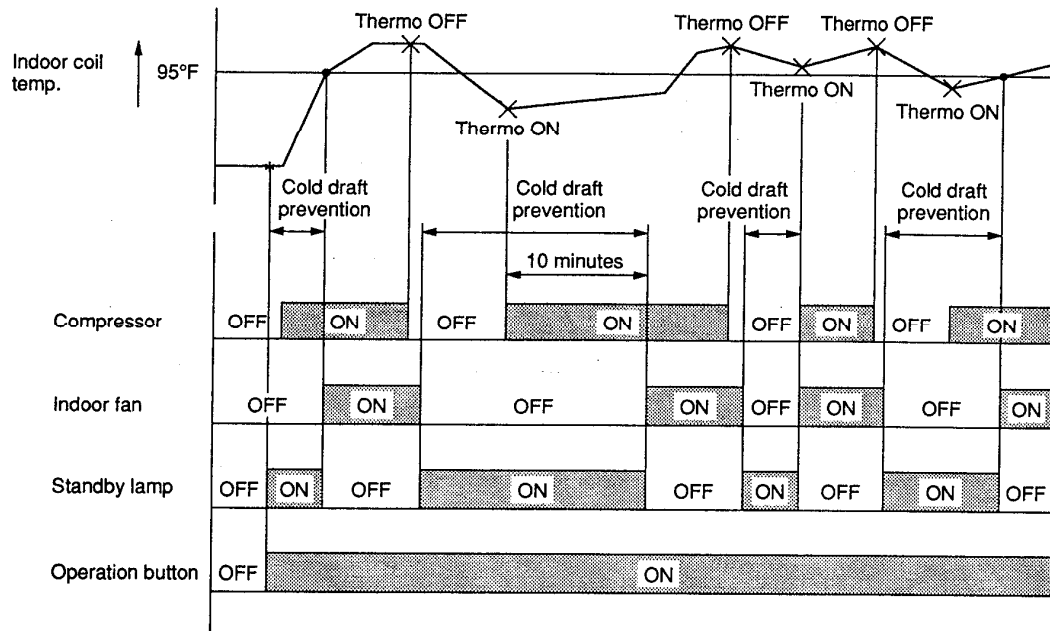 Thermo OFF
Thermo OFF
Thermo OFF
Indoor coil
temp.
95°F
Thermo ON
Thermo ON
Thermo ON
Cold draft
prevention
Cold draft
prevention
Cold draft
prevention
Cold draft
prevention
10 minutes
Compressor
OFF
ON
OFF
ON
OFF
ON
OFF
ON
Indoor fan
OFF
ON
OFF
ON
OFF
ON
OFF
ON
Standby lamp
OFF
ON
OFF
ON
OFF
ON
OFF
ON
OFF
Operation button
OFF
ON